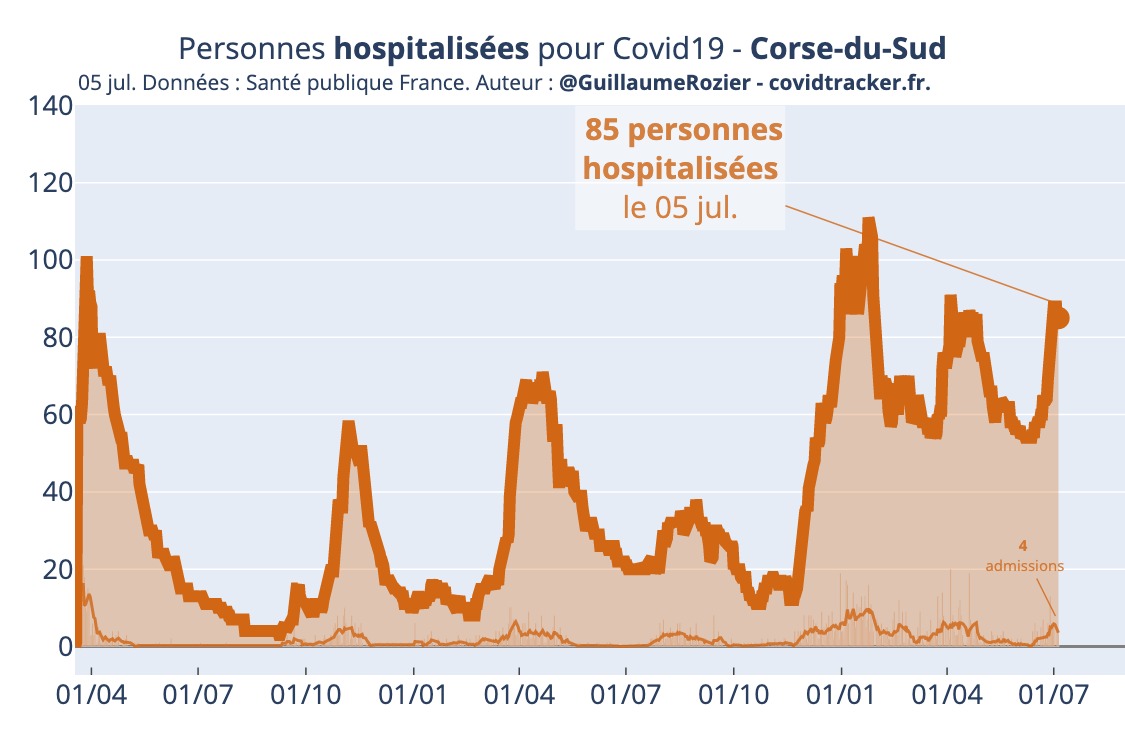 Personnes hospitalisées pour Covid19 - Corse-du-Sud
05 jul. Données : Santé publique France. Auteur : @GuillaumeRozier - covidtracker.fr.
140
120
100
80
60
40
20
0
85 personnes
hospitalisées
le 05 jul.
4
admissions
01/04 01/07 01/10 01/01 01/04 01/07 01/10 01/01 01/04 01/07